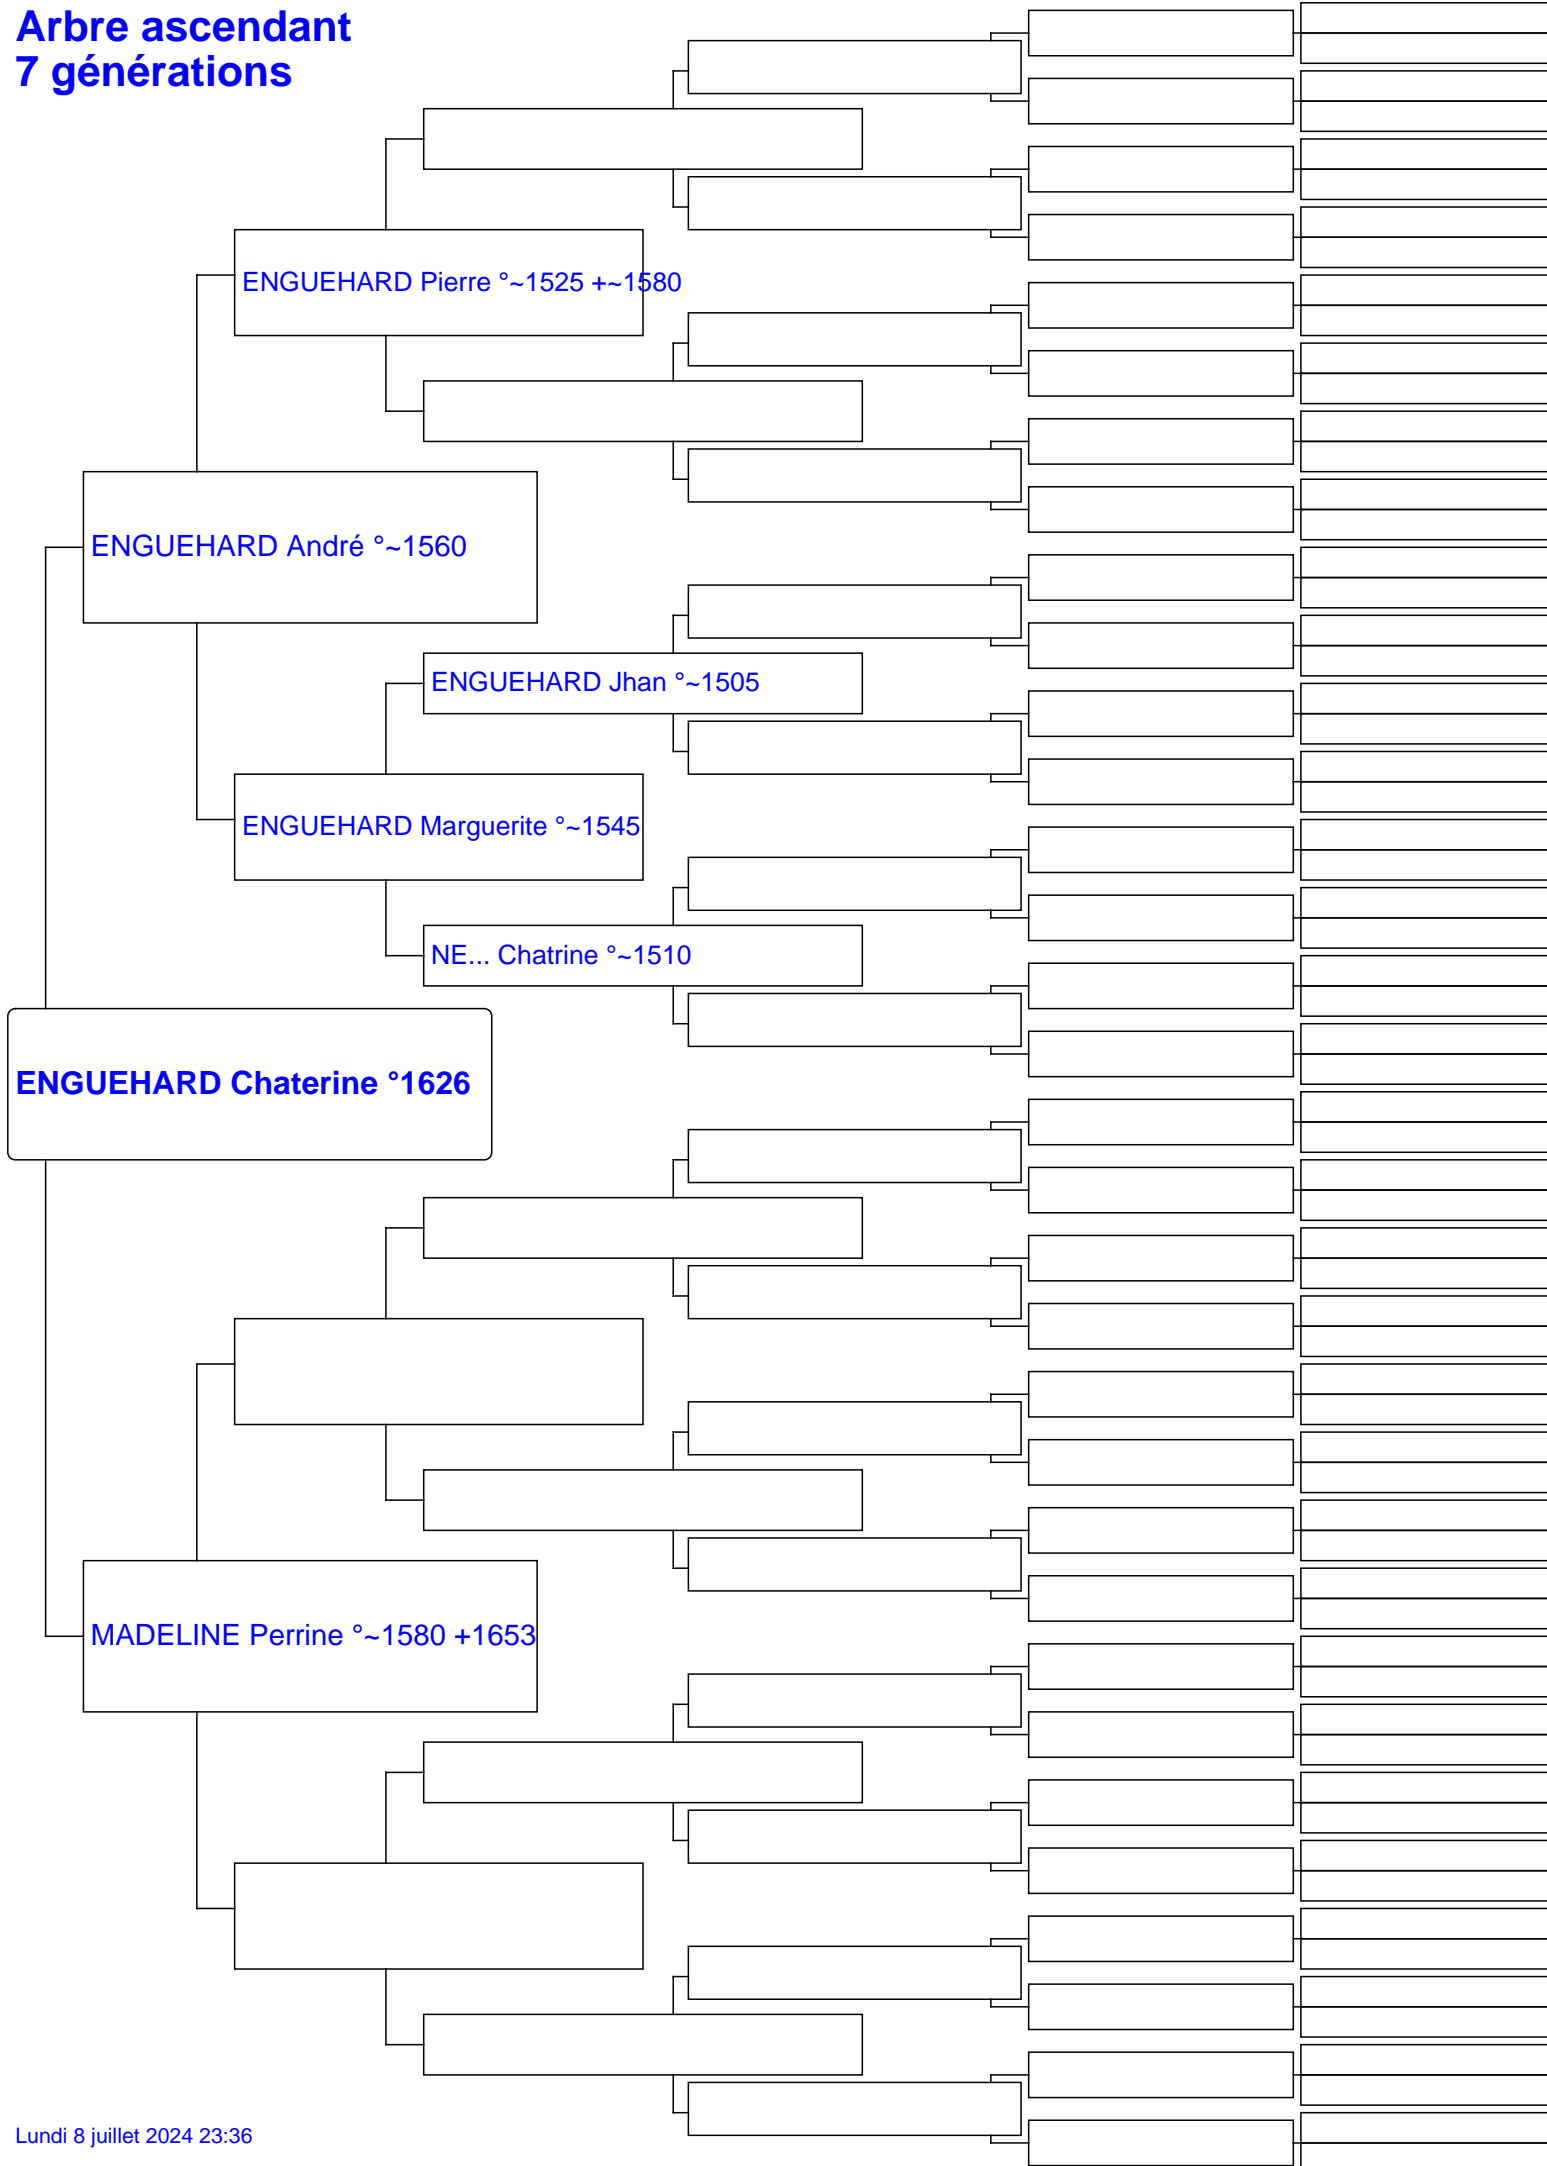 Arbre ascendant
7 générations
ENGUEHARD Pierre °~1525 +~1580
ENGUEHARD André °~1560
ENGUEHARD Jhan °~1505
ENGUEHARD Marguerite °~1545
NE... Chatrine °~1510
ENGUEHARD Chaterine °1626
MADELINE Perrine °~1580 +1653
Lundi 8 juillet 2024 23:36